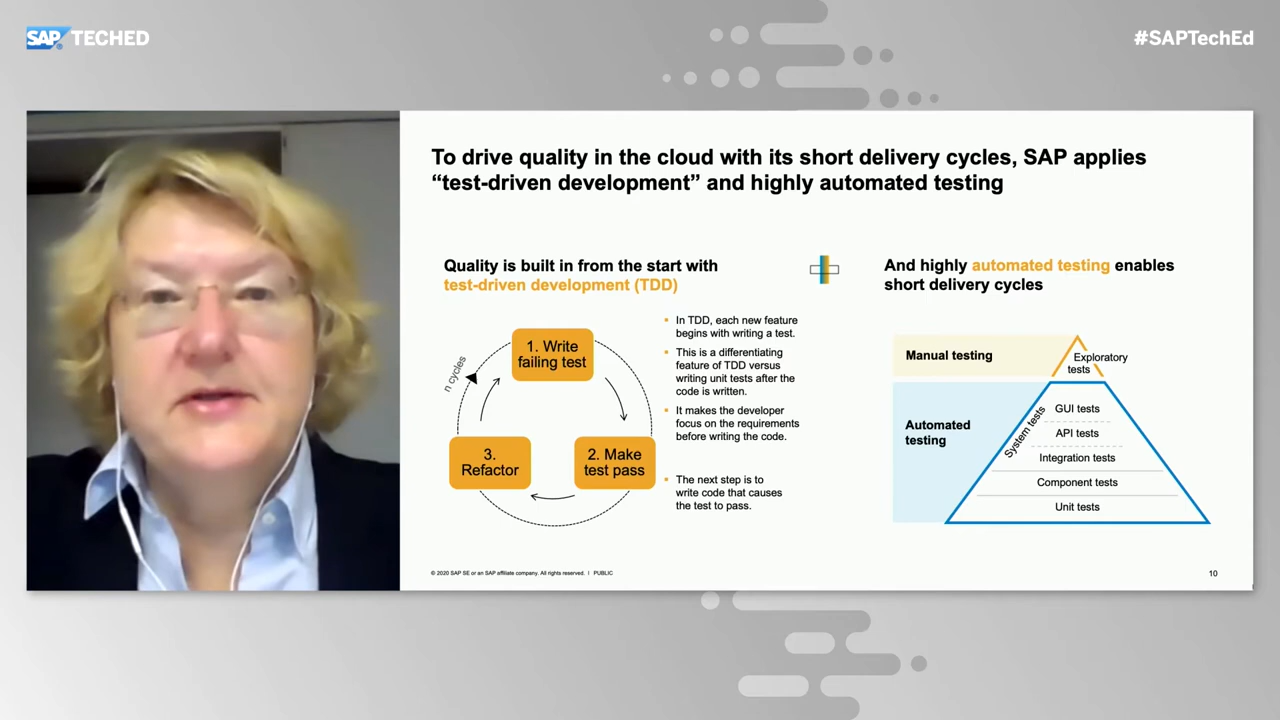 SAP TECHED
#SAPTechEd
To drive quality in the cloud with its short delivery cycles, SAP applies
“test-driven development” and highly automated testing
Quality is built in from the start with
test-driven development (TDD)
n cycles
1. Write
failing test
2. Make
test pass
3.
Refactor
In TDD, each new feature
begins with writing a test.
This is a differentiating
feature of TDD versus
writing unit tests after the
code is written.
It makes the developer
focus on the requirements
before writing the code.
The next step is to
write code that causes
the test to pass.
And highly automated testing enables
short delivery cycles
Manual testing
Exploratory
tests
Automated
testing
System tests
GUI tests
API tests
Integration tests
Component tests
Unit tests
© 2020 SAP SE or an SAP affiliate company. All rights reserved. | PUBLIC
10